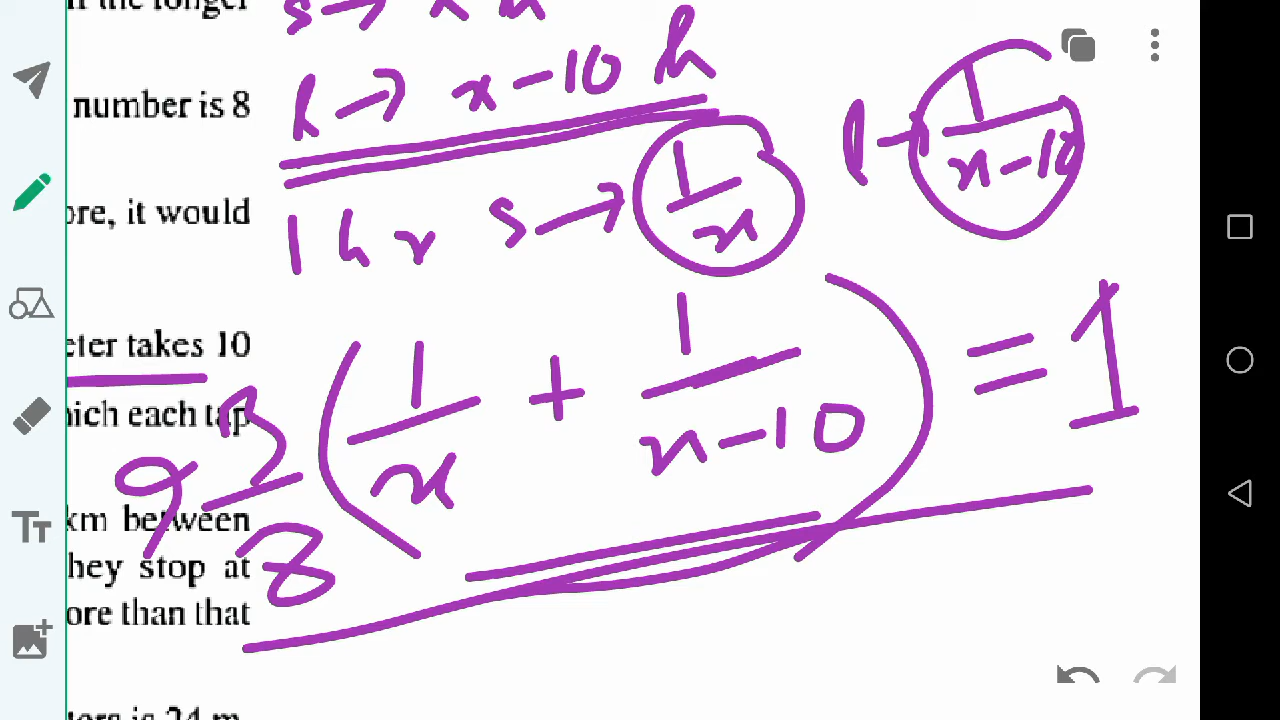 number is 8
ore, it would
eter takes 10
hich each tap
km between
hey stop at
ore than that
l → x - 10 h
1 hr s → 1/x l → 1/(x - 10)
9 3/8 (1/x + 1/(x - 10)) = 1
TT